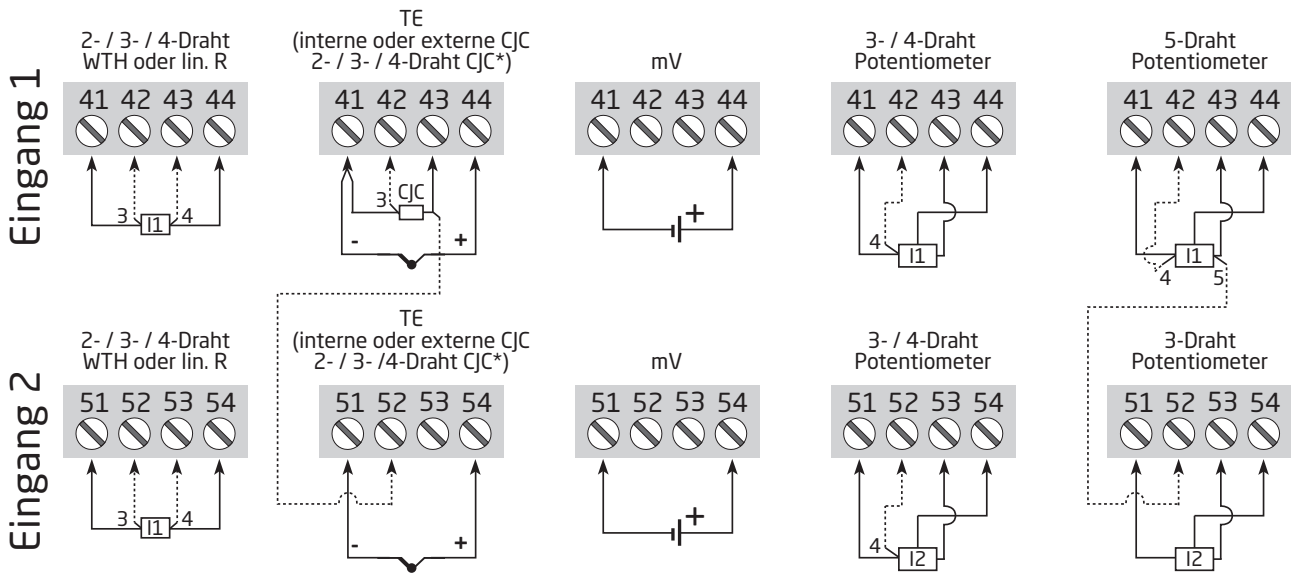 Eingang 1
2- / 3- / 4-Draht
WTH oder lin. R
41 42 43 44
3 I1 4
TE
(interne oder externe CJC
2- / 3- / 4-Draht CJC*)
41 42 43 44
3 CJC
- +
mV
41 42 43 44
+
3- / 4-Draht
Potentiometer
41 42 43 44
4 I1
5-Draht
Potentiometer
41 42 43 44
I1
4 5
Eingang 2
2- / 3- / 4-Draht
WTH oder lin. R
51 52 53 54
3 I1 4
TE
(interne oder externe CJC
2- / 3- /4-Draht CJC*)
51 52 53 54
- +
mV
51 52 53 54
+
3- / 4-Draht
Potentiometer
51 52 53 54
4 I2
3-Draht
Potentiometer
51 52 53 54
I2